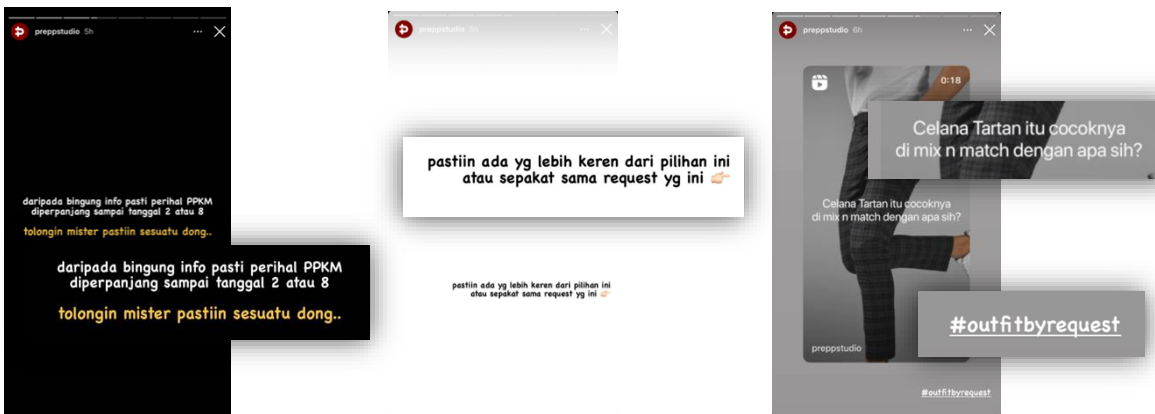 preppstudio 5h
daripada bingung info pasti perihal PPKM
diperpanjang sampai tanggal 2 atau 8
tolongin mister pastiin sesuatu dong..
daripada bingung info pasti perihal PPKM
diperpanjang sampai tanggal 2 atau 8
tolongin mister pastiin sesuatu dong..
preppstudio 5h
pastiin ada yg lebih keren dari pilihan ini
atau sepakat sama request yg ini 👉🏻
pastiin ada yg lebih keren dari pilihan ini
atau sepakat sama request yg ini 👉🏻
preppstudio 6h
0:18
Celana Tartan itu cocoknya
di mix n match dengan apa sih?
Celana Tartan itu cocoknya
di mix n match dengan apa sih?
#outfitbyrequest
preppstudio
#outfitbyrequest